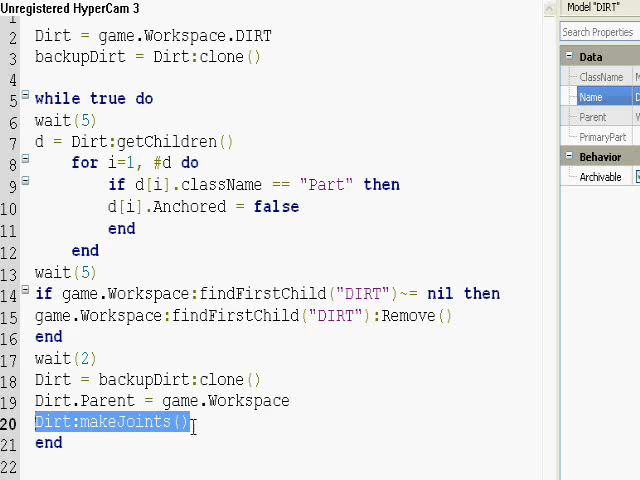 Unregistered HyperCam 3
1
2 Dirt = game.Workspace.DIRT
3 backupDirt = Dirt:clone()
4
5 while true do
6 wait(5)
7 d = Dirt:getChildren()
8 for i=1, #d do
9 if d[i].className == "Part" then
10 d[i].Anchored = false
11 end
12 end
13 wait(5)
14 if game.Workspace:findFirstChild("DIRT")~= nil then
15 game.Workspace:findFirstChild("DIRT"):Remove()
16 end
17 wait(2)
18 Dirt = backupDirt:clone()
19 Dirt.Parent = game.Workspace
20 Dirt:makeJoints()
21 end
22
Model "DIRT"
Search Properties
Data
ClassName
Name
Parent
PrimaryPart
Behavior
Archivable